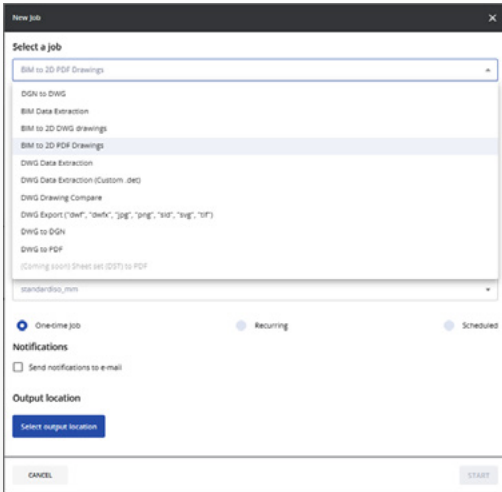 New Job
Select a job
BIM to 2D PDF Drawings
DGN to DWG
BIM Data Extraction
BIM to 2D DWG drawings
BIM to 2D PDF Drawings
DWG Data Extraction
DWG Data Extraction (Custom .det)
DWG Drawing Compare
DWG Export ("dwf", "dwfx", "jpg", "png", "sid", "svg", "tif")
DWG to DGN
DWG to PDF
(Coming soon) Sheet set (DST) to PDF
standardiso_mm
One-time Job Recurring Scheduled
Notifications
Send notifications to e-mail
Output location
Select output location
CANCEL START